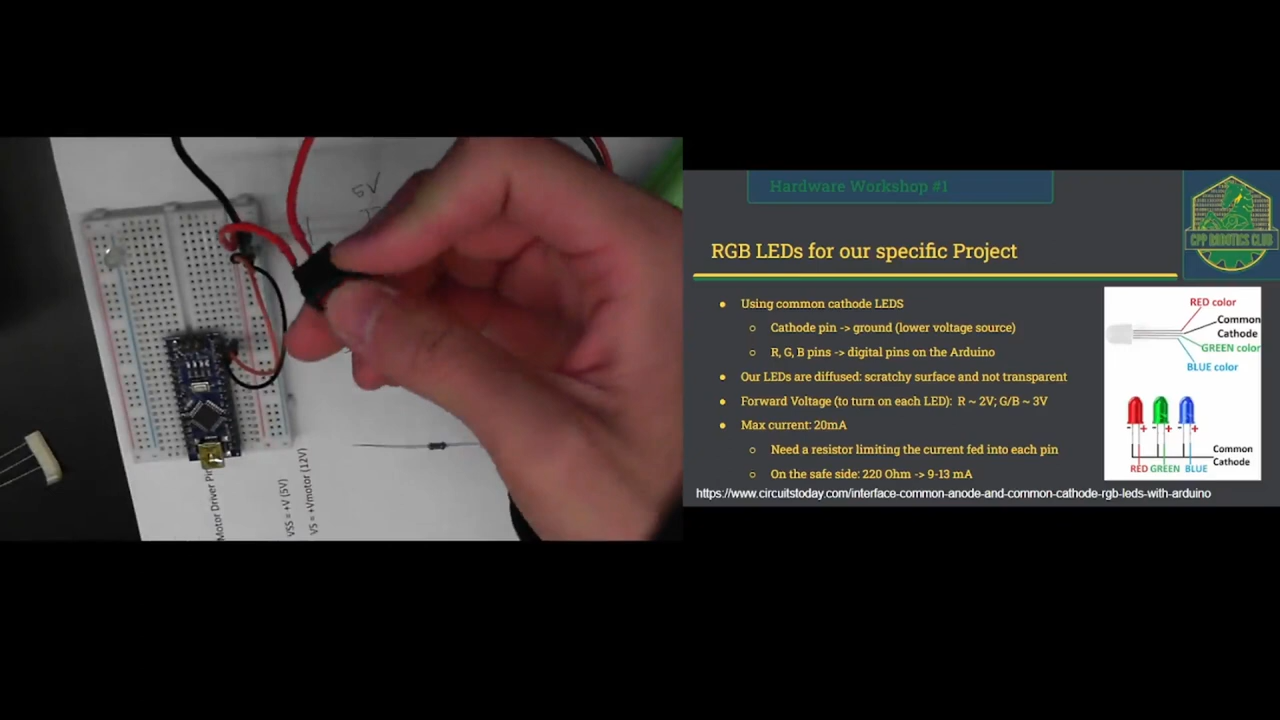 5V
Motor Driver Pin
VSS = +V (5V)
VS = +Vmotor (12V)
Hardware Workshop #1
CPP ROBOTICS CLUB
RGB LEDs for our specific Project
● Using common cathode LEDS
○ Cathode pin -> ground (lower voltage source)
○ R, G, B pins -> digital pins on the Arduino
● Our LEDs are diffused: scratchy surface and not transparent
● Forward Voltage (to turn on each LED): R ~ 2V; G/B ~ 3V
● Max current: 20mA
○ Need a resistor limiting the current fed into each pin
○ On the safe side: 220 Ohm -> 9-13 mA
RED color
Common
Cathode
GREEN color
BLUE color
- + + +
Common
Cathode
RED GREEN BLUE
https://www.circuitstoday.com/interface-common-anode-and-common-cathode-rgb-leds-with-arduino